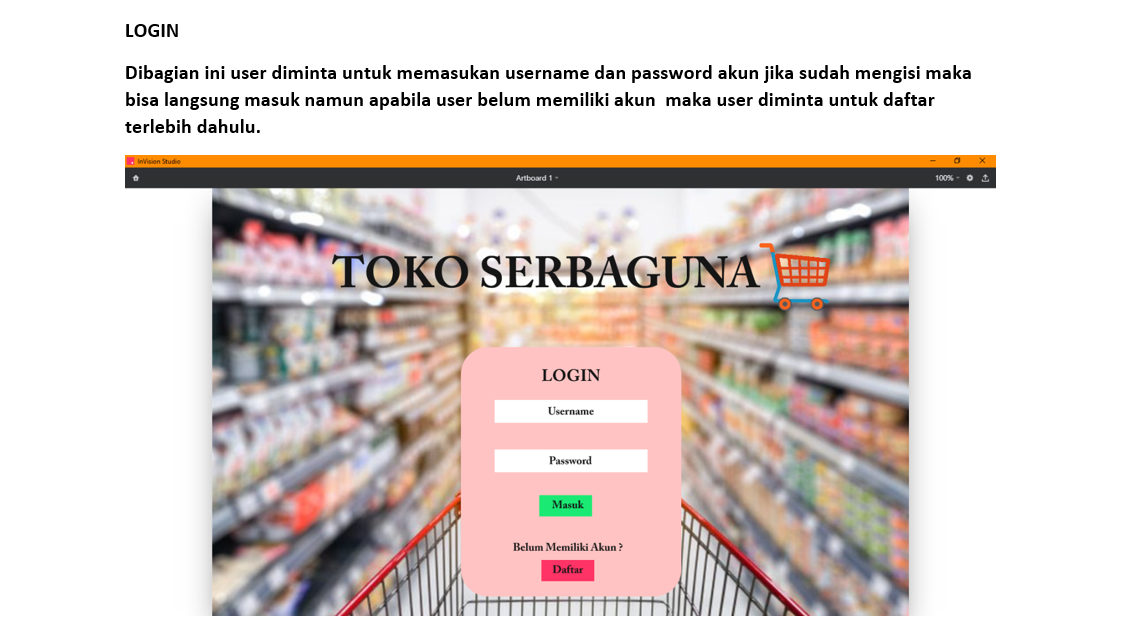 LOGIN
Dibagian ini user diminta untuk memasukan username dan password akun jika sudah mengisi maka
bisa langsung masuk namun apabila user belum memiliki akun  maka user diminta untuk daftar
terlebih dahulu.
InVision Studio
Artboard 1
100%
TOKO SERBAGUNA
LOGIN
Username
Password
Masuk
Belum Memiliki Akun ?
Daftar